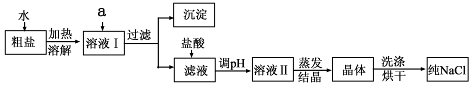 水
粗盐
加热
溶解
a
溶液Ⅰ
过滤
沉淀
盐酸
滤液
调pH
溶液Ⅱ
蒸发
结晶
晶体
洗涤
烘干
纯NaCl